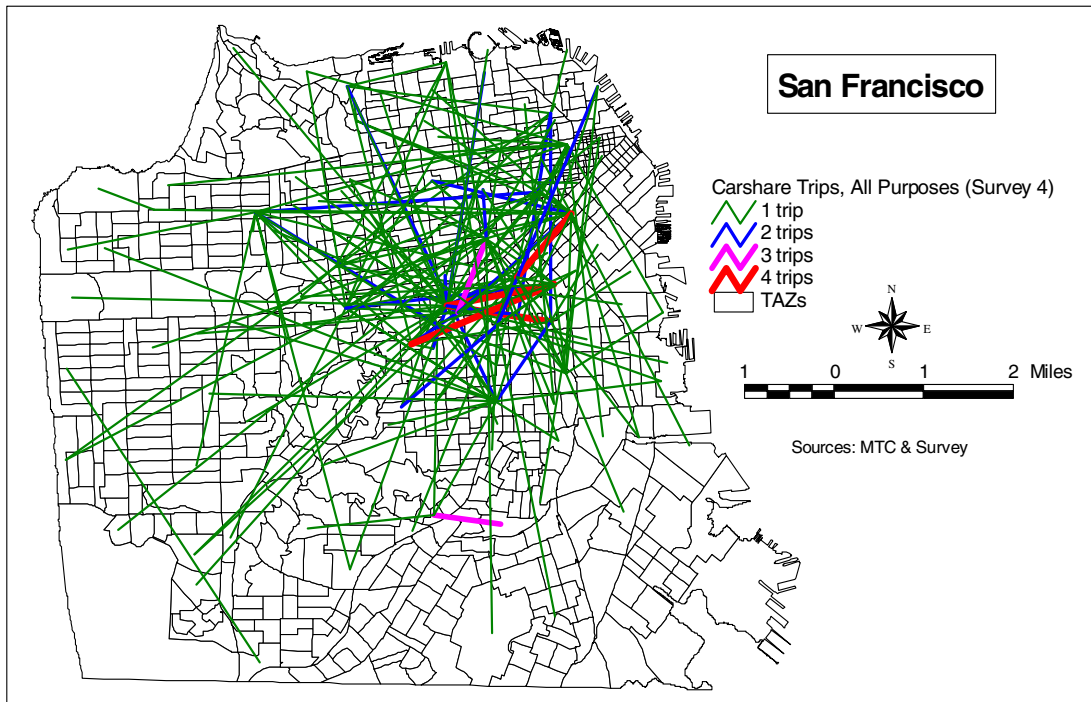 San Francisco
Carshare Trips, All Purposes (Survey 4)
1 trip
2 trips
3 trips
4 trips
TAZs
N
W E
S
1 0 1 2 Miles
Sources: MTC & Survey